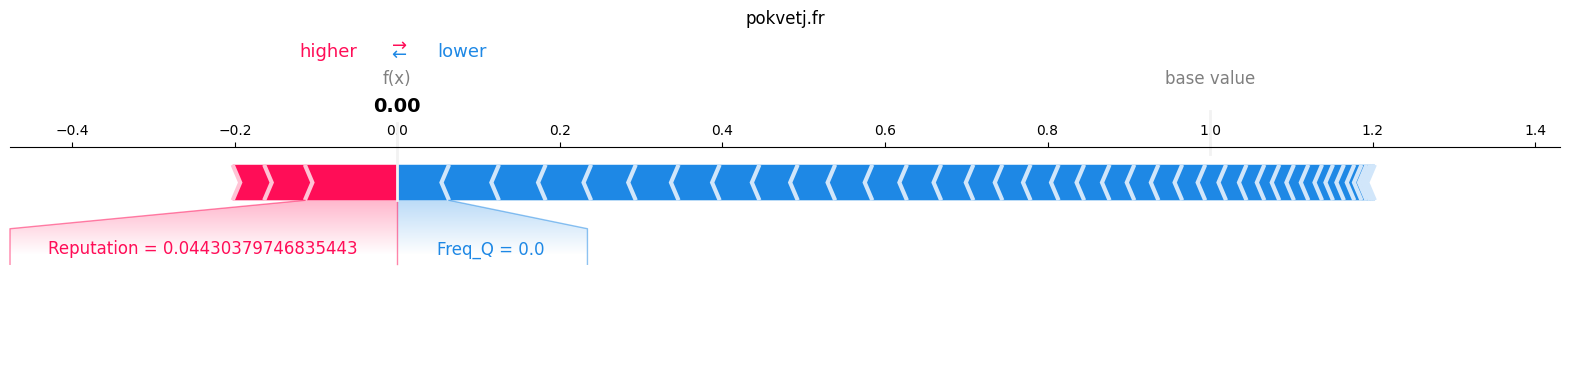 pokvetj.fr
higher → ← lower
f(x) base value
0.00
−0.4 −0.2 0.0 0.2 0.4 0.6 0.8 1.0 1.2 1.4
Reputation = 0.04430379746835443 Freq_Q = 0.0